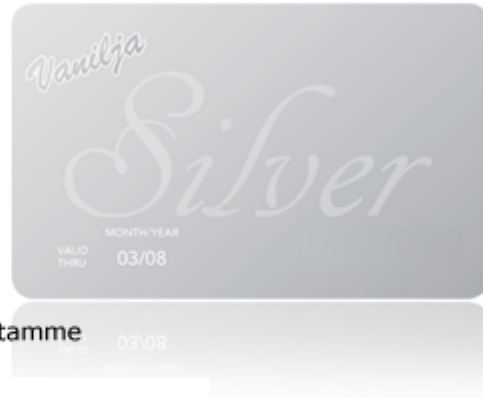 Vanilja
Silver
MONTH/YEAR
VALID
THRU 03/08
tamme